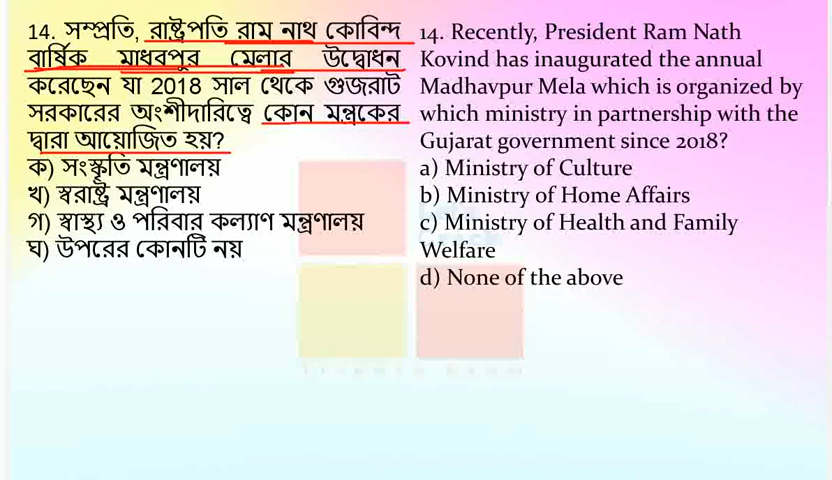 14. সম্প্রতি, রাষ্ট্রপতি রাম নাথ কোবিন্দ
বার্ষিক মাধবপুর মেলার উদ্বোধন
করেছেন যা 2018 সাল থেকে গুজরাট
সরকারের অংশীদারিত্বে কোন মন্ত্রকের
দ্বারা আয়োজিত হয়?
ক) সংস্কৃতি মন্ত্রণালয়
খ) স্বরাষ্ট্র মন্ত্রণালয়
গ) স্বাস্থ্য ও পরিবার কল্যাণ মন্ত্রণালয়
ঘ) উপরের কোনটি নয়
14. Recently, President Ram Nath
Kovind has inaugurated the annual
Madhavpur Mela which is organized by
which ministry in partnership with the
Gujarat government since 2018?
a) Ministry of Culture
b) Ministry of Home Affairs
c) Ministry of Health and Family
Welfare
d) None of the above